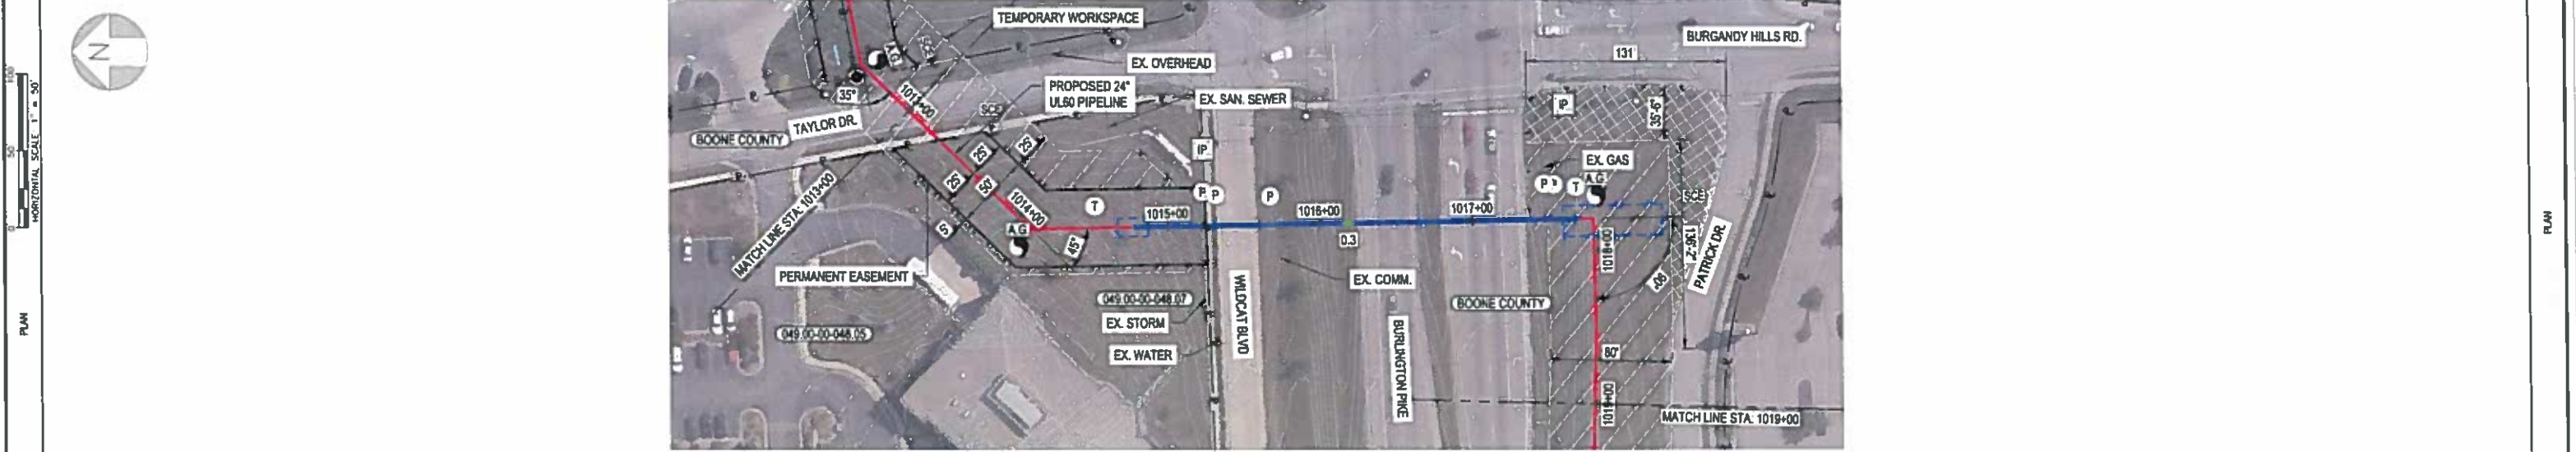 TEMPORARY WORKSPACE
BURGANDY HILLS RD.
131'
EX. OVERHEAD
A.G.
SCE
N
PROPOSED 24"
UL60 PIPELINE
EX. SAN. SEWER
35°
1013+00
SCE
IP
35'-9"
TAYLOR DR.
BOONE COUNTY
100
50
0
HORIZONTAL SCALE 1" = 50'
25'
25'
IP
EX. GAS
MATCH LINE STA: 1013+00
25'
50'
P
P
P
P
T
A.G.
SCE
1014+00
T
1015+00
1016+00
1017+00
A.G.
5'
45°
0.3
1018+00
136'-2"
PATRICK DR.
PERMANENT EASEMENT
EX. COMM.
90°
049.00-00-048.07
WILDCAT BLVD
BOONE COUNTY
EX. STORM
049.00-00-048.05
EX. WATER
BURLINGTON PIKE
80'
1019+00
MATCH LINE STA: 1019+00
PLAN
PLAN